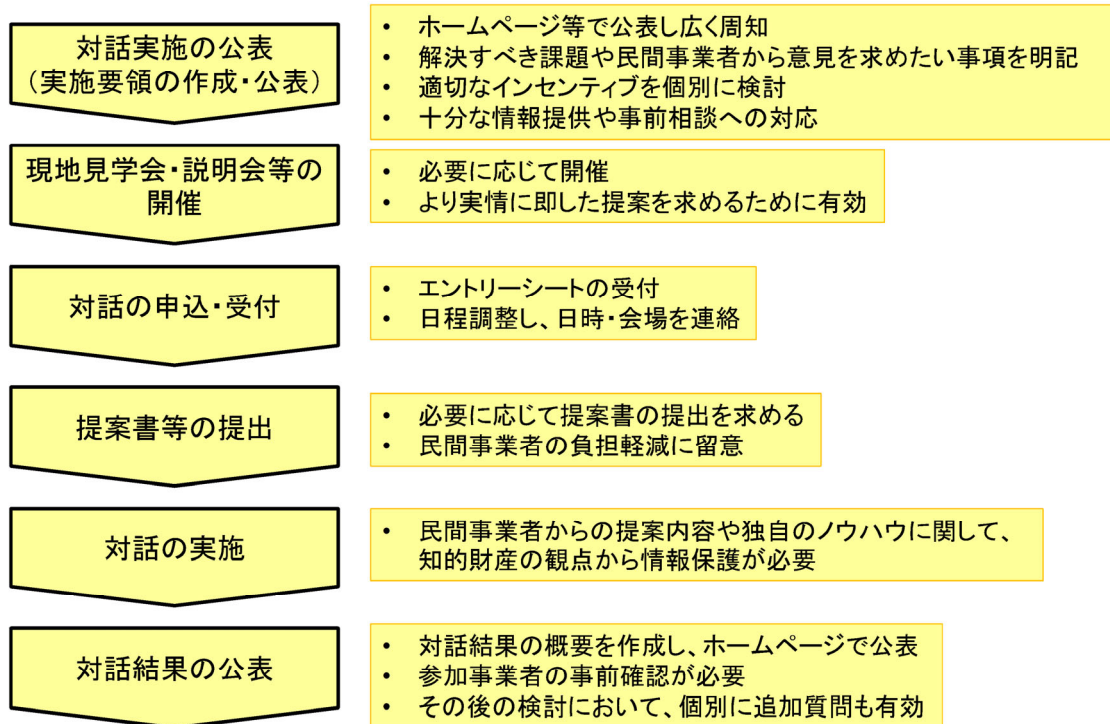 対話実施の公表
（実施要領の作成・公表）
・ ホームページ等で公表し広く周知
・ 解決すべき課題や民間事業者から意見を求めたい事項を明記
・ 適切なインセンティブを個別に検討
・ 十分な情報提供や事前相談への対応
現地見学会・説明会等の
開催
・ 必要に応じて開催
・ より実情に即した提案を求めるために有効
対話の申込・受付
・ エントリーシートの受付
・ 日程調整し、日時・会場を連絡
提案書等の提出
・ 必要に応じて提案書の提出を求める
・ 民間事業者の負担軽減に留意
対話の実施
・ 民間事業者からの提案内容や独自のノウハウに関して、
知的財産の観点から情報保護が必要
対話結果の公表
・ 対話結果の概要を作成し、ホームページで公表
・ 参加事業者の事前確認が必要
・ その後の検討において、個別に追加質問も有効